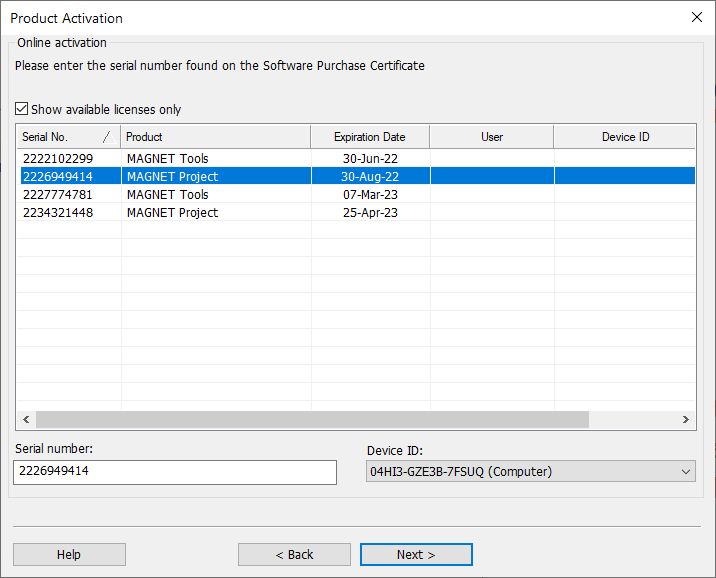 Product Activation
Online activation
Please enter the serial number found on the Software Purchase Certificate
Show available licenses only
Serial No. Product Expiration Date User Device ID
2222102299 MAGNET Tools 30-Jun-22
2226949414 MAGNET Project 30-Aug-22
2227774781 MAGNET Tools 07-Mar-23
2234321448 MAGNET Project 25-Apr-23
Serial number: Device ID:
2226949414 04HI3-GZE3B-7FSUQ (Computer)
Help < Back Next >